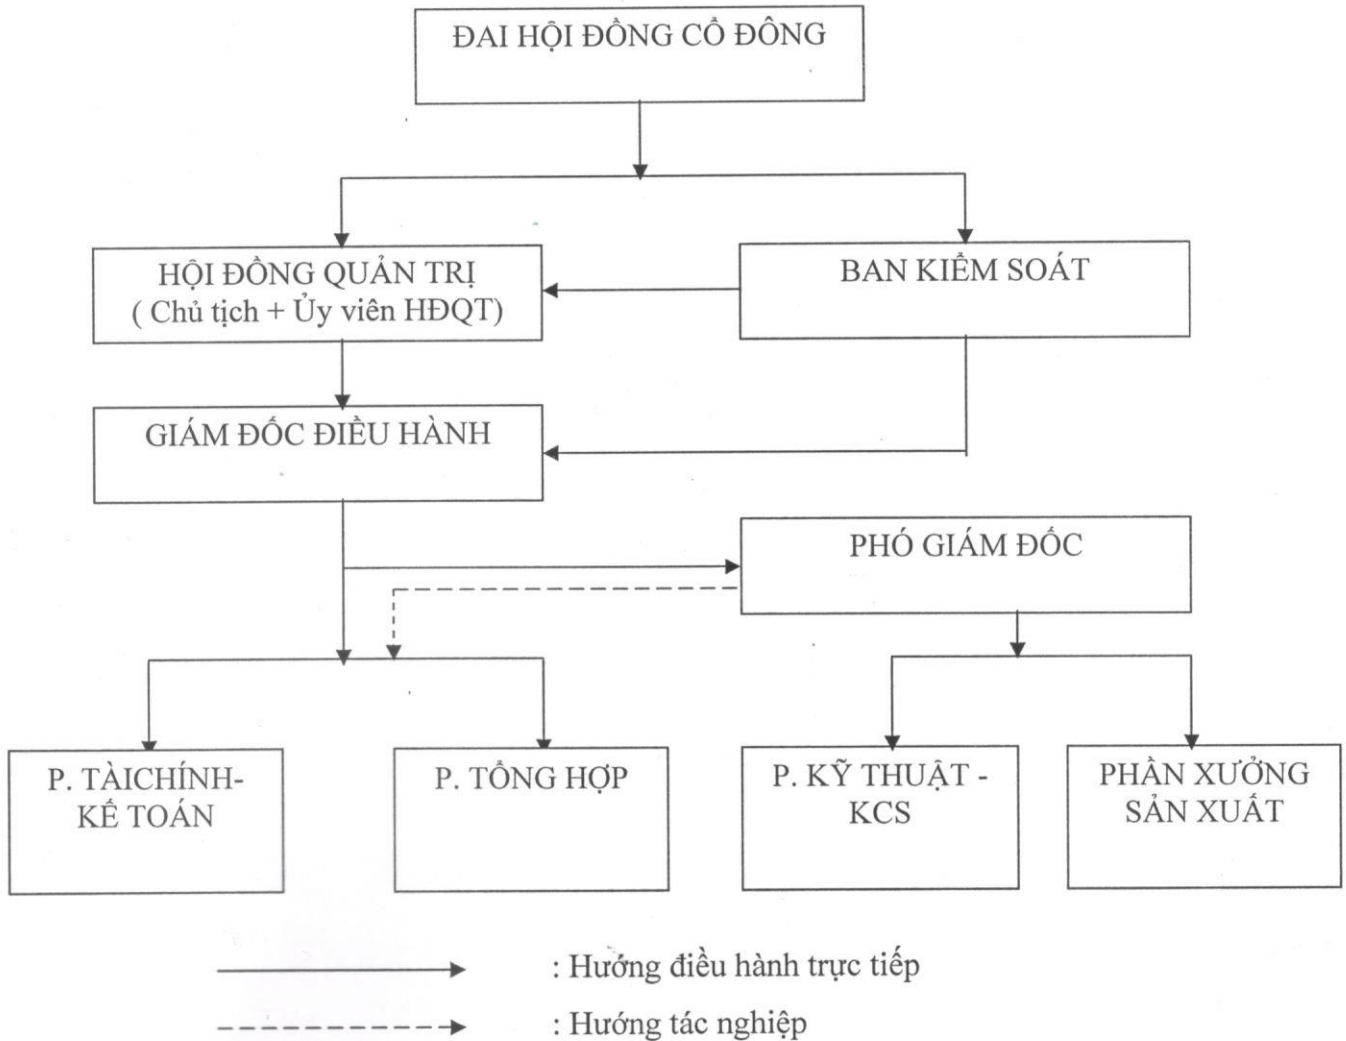 ĐAI HỘI ĐỒNG CỔ ĐÔNG
HỘI ĐỒNG QUẢN TRỊ
( Chủ tịch + Ủy viên HĐQT)
BAN KIỂM SOÁT
GIÁM ĐỐC ĐIỀU HÀNH
PHÓ GIÁM ĐỐC
P. TÀICHÍNH-
KẾ TOÁN
P. TỔNG HỢP
P. KỸ THUẬT -
KCS
PHẦN XƯỞNG
SẢN XUẤT
: Hướng điều hành trực tiếp
: Hướng tác nghiệp